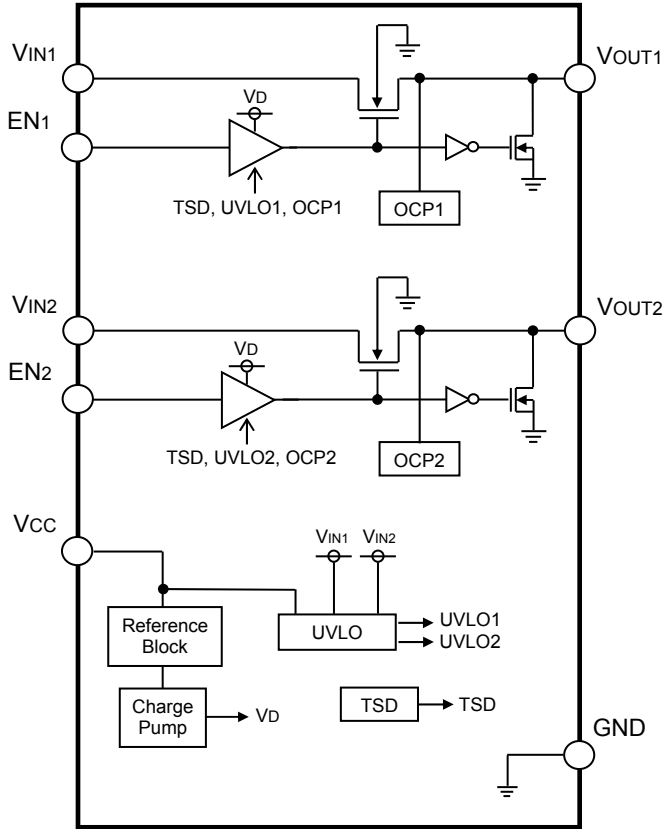 VIN1
VOUT1
EN1
VD
TSD, UVLO1, OCP1
OCP1
VIN2
VOUT2
EN2
VD
TSD, UVLO2, OCP2
OCP2
VCC
VIN1
VIN2
Reference
Block
UVLO
UVLO1
UVLO2
Charge
Pump
VD
TSD
TSD
GND